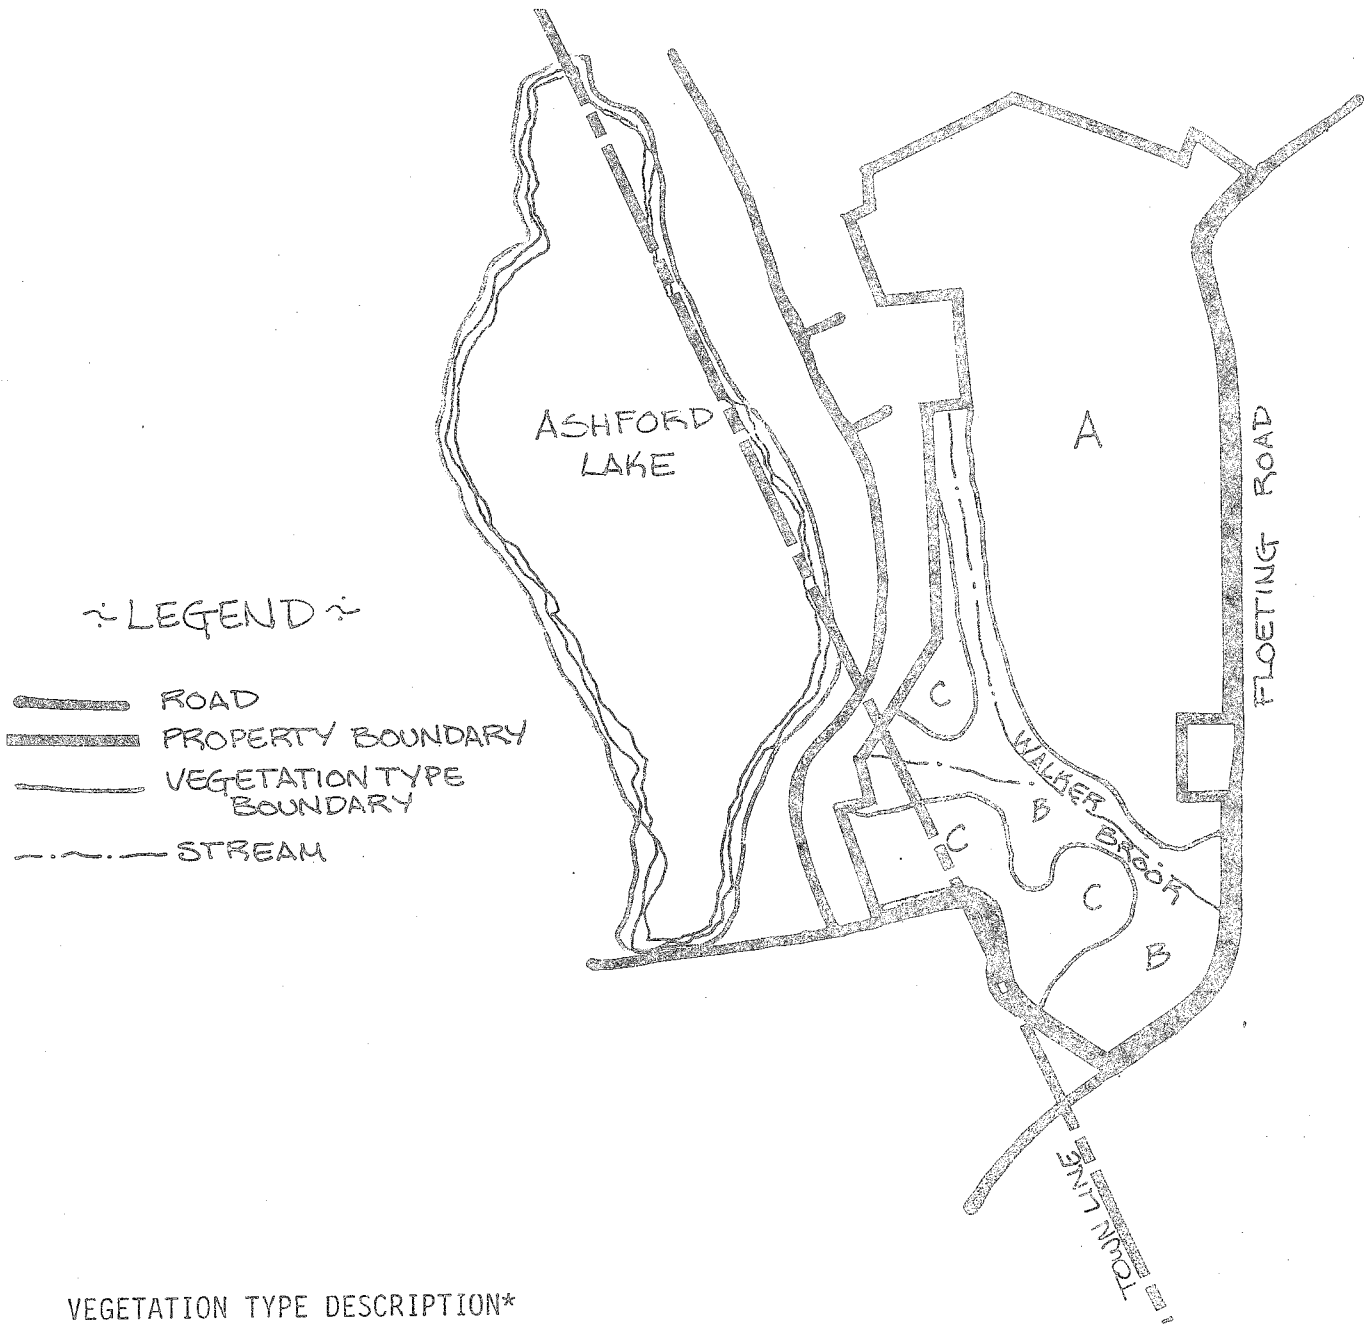 ASHFORD
LAKE
A
FLOETING ROAD
~ LEGEND ~
ROAD
PROPERTY BOUNDARY
VEGETATION TYPE
BOUNDARY
STREAM
C
WALKER
BROOK
B
C
C
B
TOWN LINE
VEGETATION TYPE DESCRIPTION*